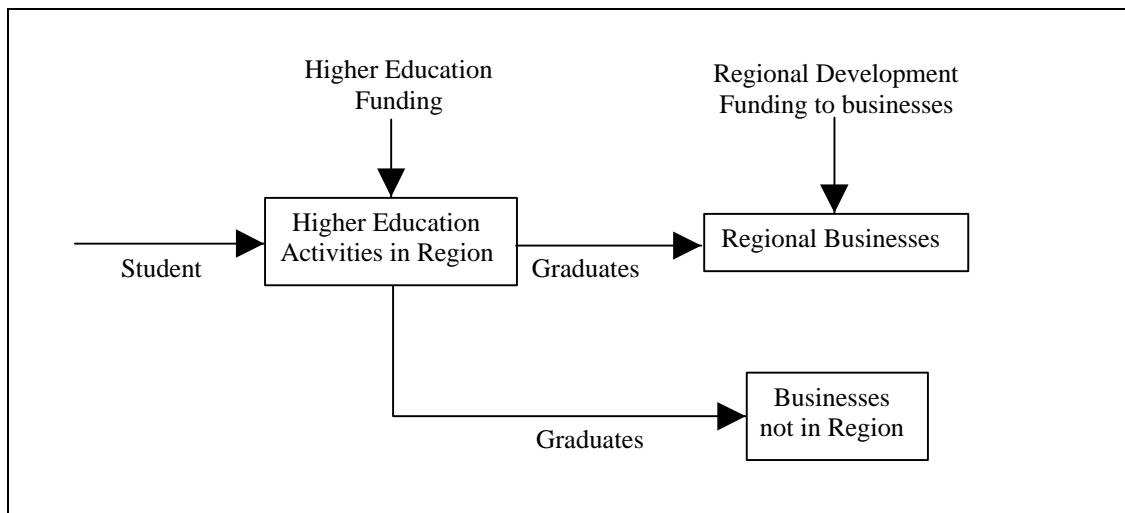 Higher Education
Funding
Regional Development
Funding to businesses
Higher Education
Activities in Region
Regional Businesses
Student
Graduates
Businesses
not in Region
Graduates